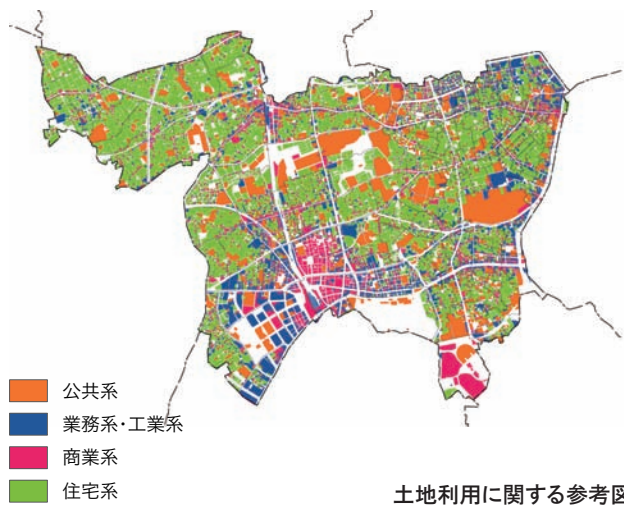 公共系
業務系・工業系
商業系
住宅系
土地利用に関する参考図